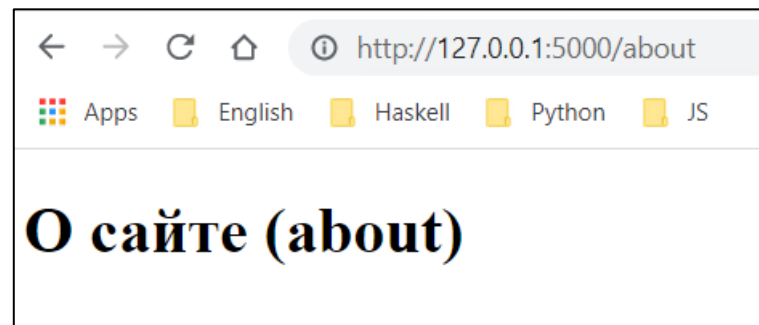 http://127.0.0.1:5000/about
Apps English Haskell Python JS
О сайте (about)